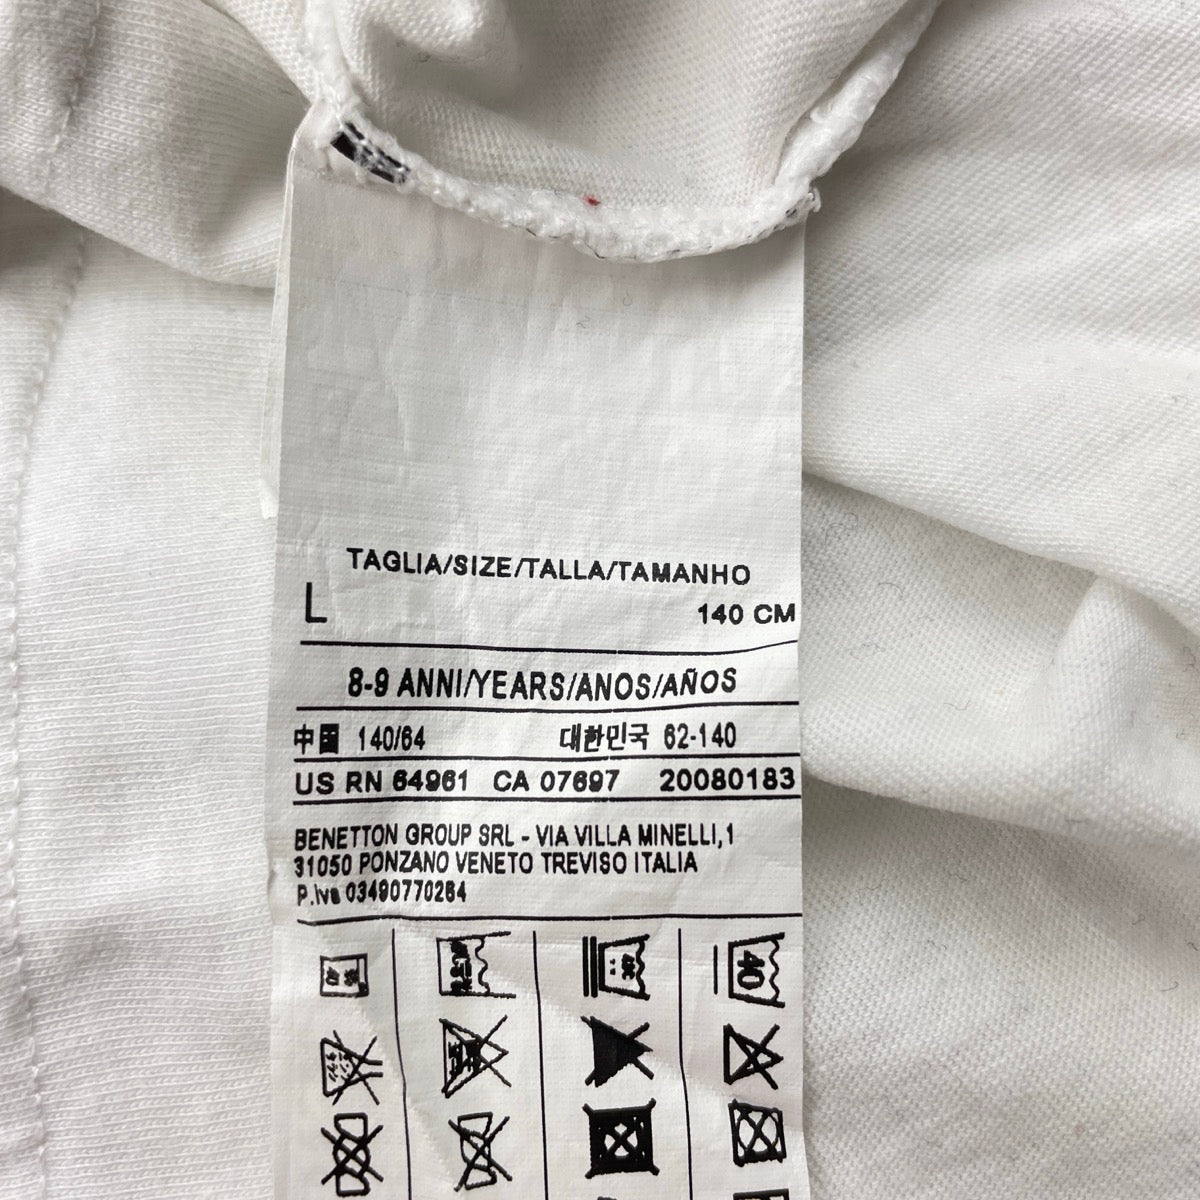 TAGLIA/SIZE/TALLA/TAMANHO
L 140 CM
8-9 ANNI/YEARS/ANOS/AÑOS
中国 140/64 대한민국 62-140
US RN 64961 CA 07697 20080183
BENETTON GROUP SRL - VIA VILLA MINELLI,1
31050 PONZANO VENETO TREVISO ITALIA
P.iva 03490770264
40